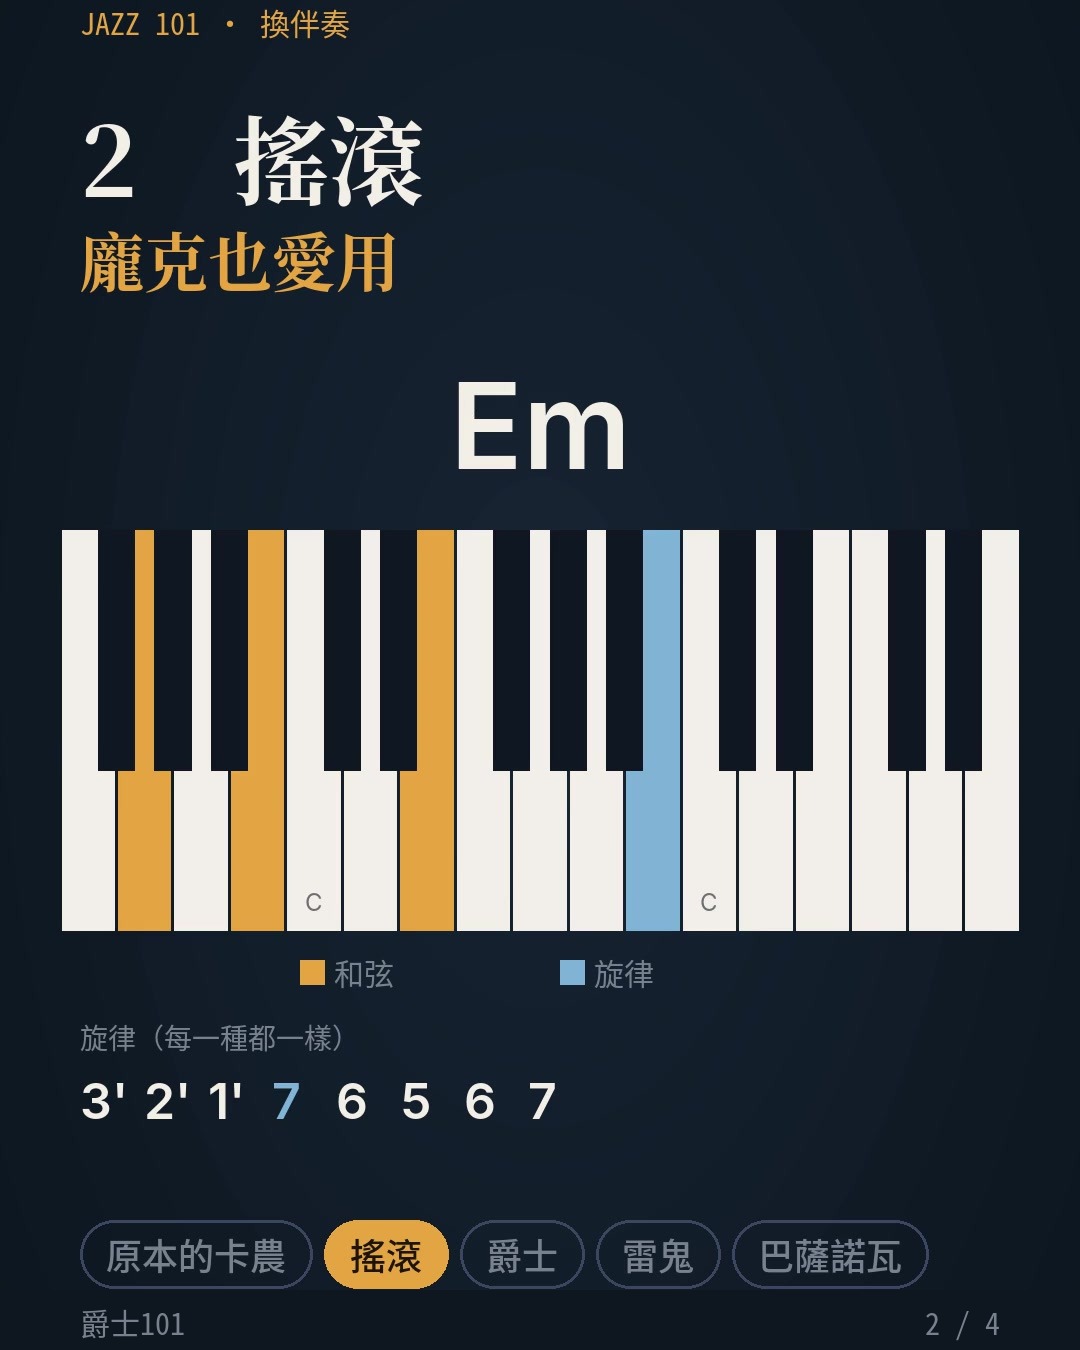 JAZZ 101 · 換伴奏
2 搖滾
龐克也愛用
Em
C C
和弦 旋律
旋律（每一種都一樣）
3' 2' 1' 7 6 5 6 7
原本的卡農 搖滾 爵士 雷鬼 巴薩諾瓦
爵士101 2 / 4